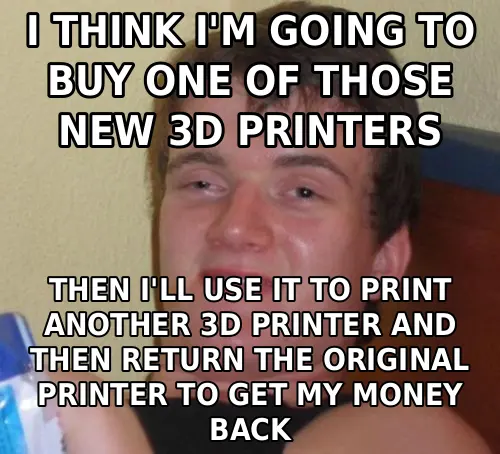 I THINK I'M GOING TO
BUY ONE OF THOSE
NEW 3D PRINTERS
THEN I'LL USE IT TO PRINT
ANOTHER 3D PRINTER AND
THEN RETURN THE ORIGINAL
PRINTER TO GET MY MONEY
BACK